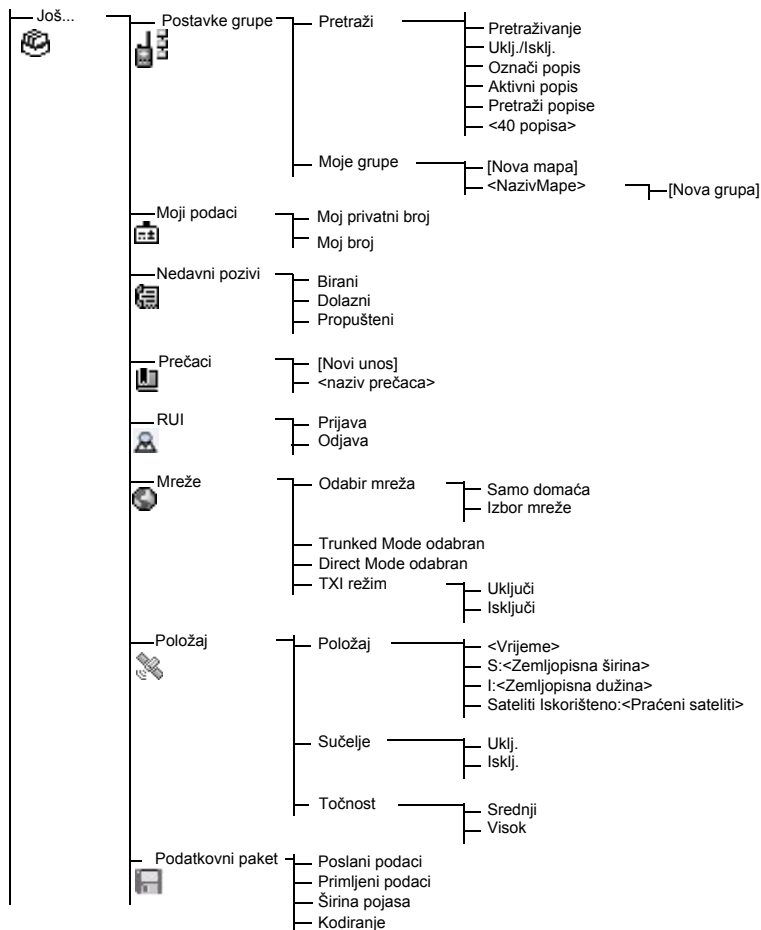 Još...
Postavke grupe
Pretraži
Pretraživanje
Uklj./Isklj.
Označi popis
Aktivni popis
Pretraži popise
<40 popisa>
Moje grupe
[Nova mapa]
<NazivMape>
[Nova grupa]
Moji podaci
Moj privatni broj
Moj broj
Nedavni pozivi
Birani
Dolazni
Propušteni
Prečaci
[Novi unos]
<naziv prečaca>
RUI
Prijava
Odjava
Mreže
Odabir mreža
Samo domaća
Izbor mreže
Trunked Mode odabran
Direct Mode odabran
TXI režim
Uključi
Isključi
Položaj
Položaj
<Vrijeme>
S:<Zemljopisna širina>
I:<Zemljopisna dužina>
Sateliti Iskorišteno:<Praćeni sateliti>
Sučelje
Uklj.
Isklj.
Točnost
Srednji
Visok
Podatkovni paket
Poslani podaci
Primljeni podaci
Širina pojasa
Kodiranje